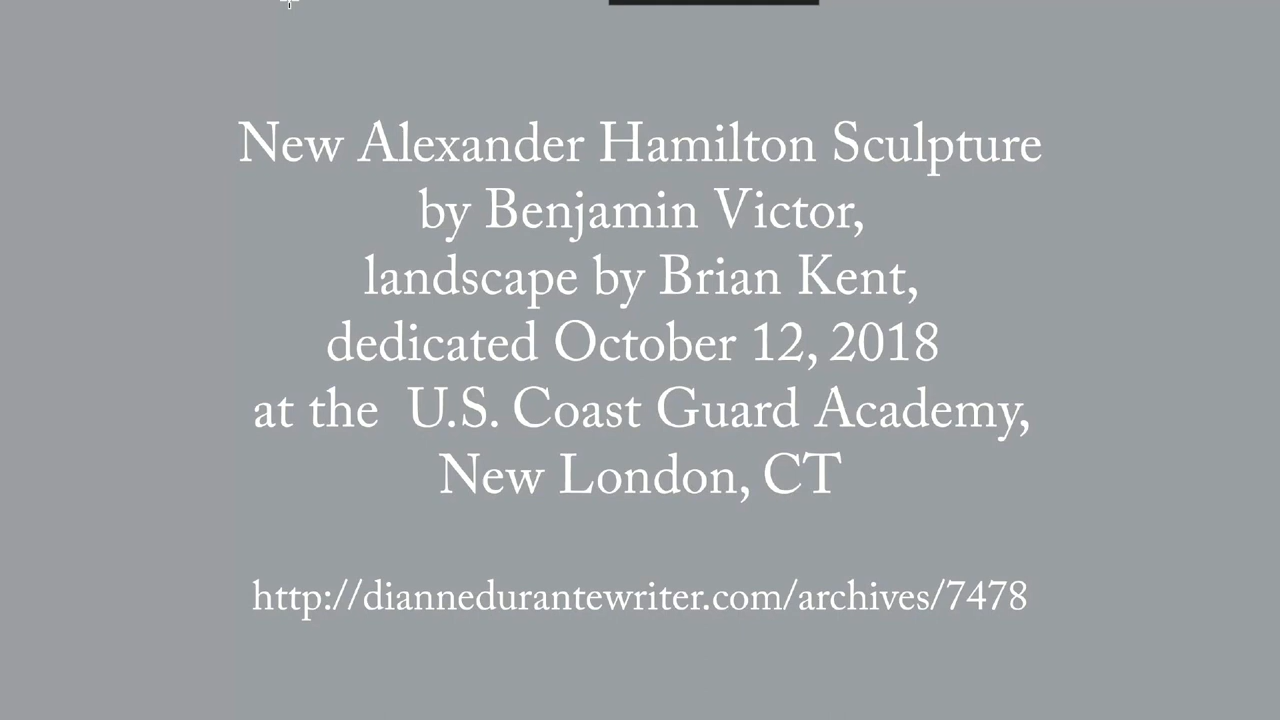 New Alexander Hamilton Sculpture
by Benjamin Victor,
landscape by Brian Kent,
dedicated October 12, 2018
at the  U.S. Coast Guard Academy,
New London, CT
http://diannedurantewriter.com/archives/7478